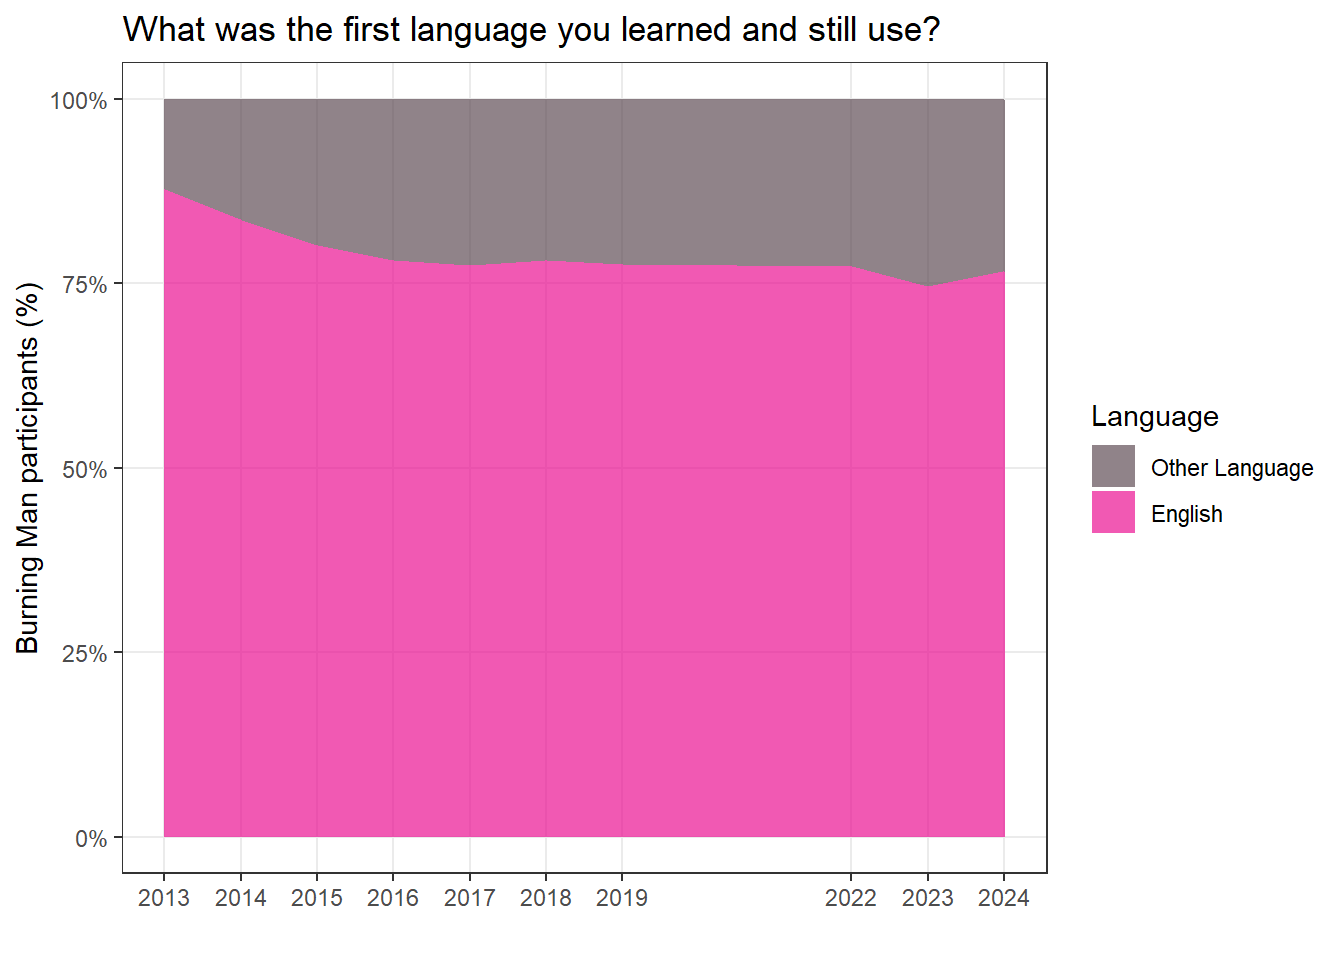 What was the first language you learned and still use?
Burning Man participants (%)
100%
75%
50%
25%
0%
2013 2014 2015 2016 2017 2018 2019 2022 2023 2024
Language
Other Language
English